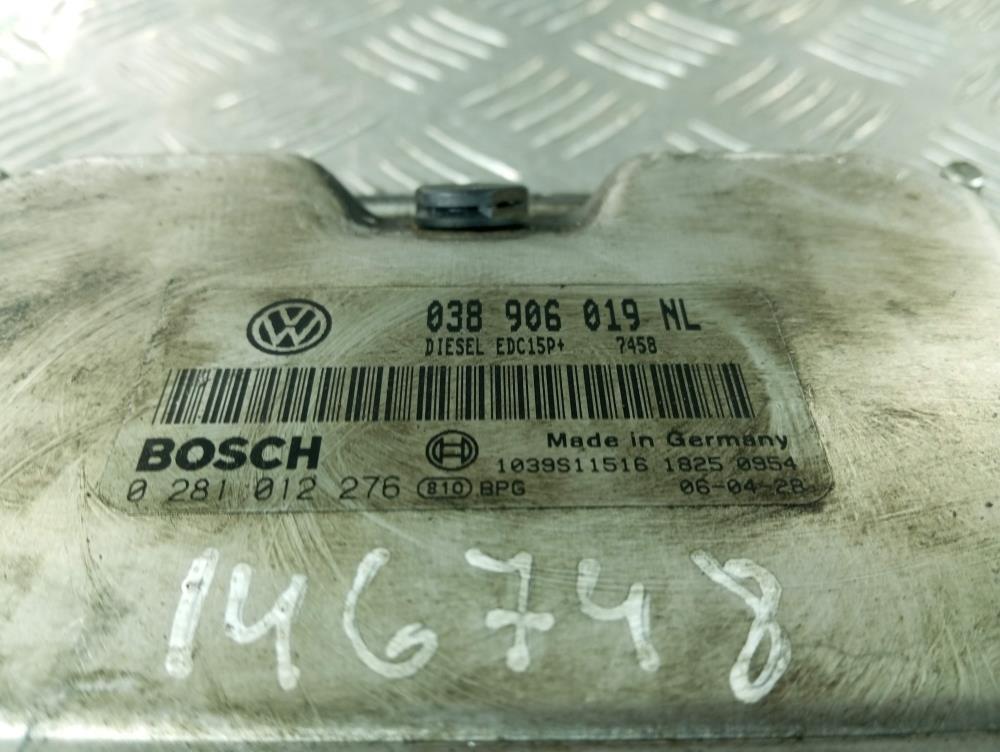 038 906 019 NL
DIESEL EDC15P+ 7458
BOSCH Made in Germany
1039S11516 1825 0954
0 281 012 276 810 BPG 06-04-28
146748